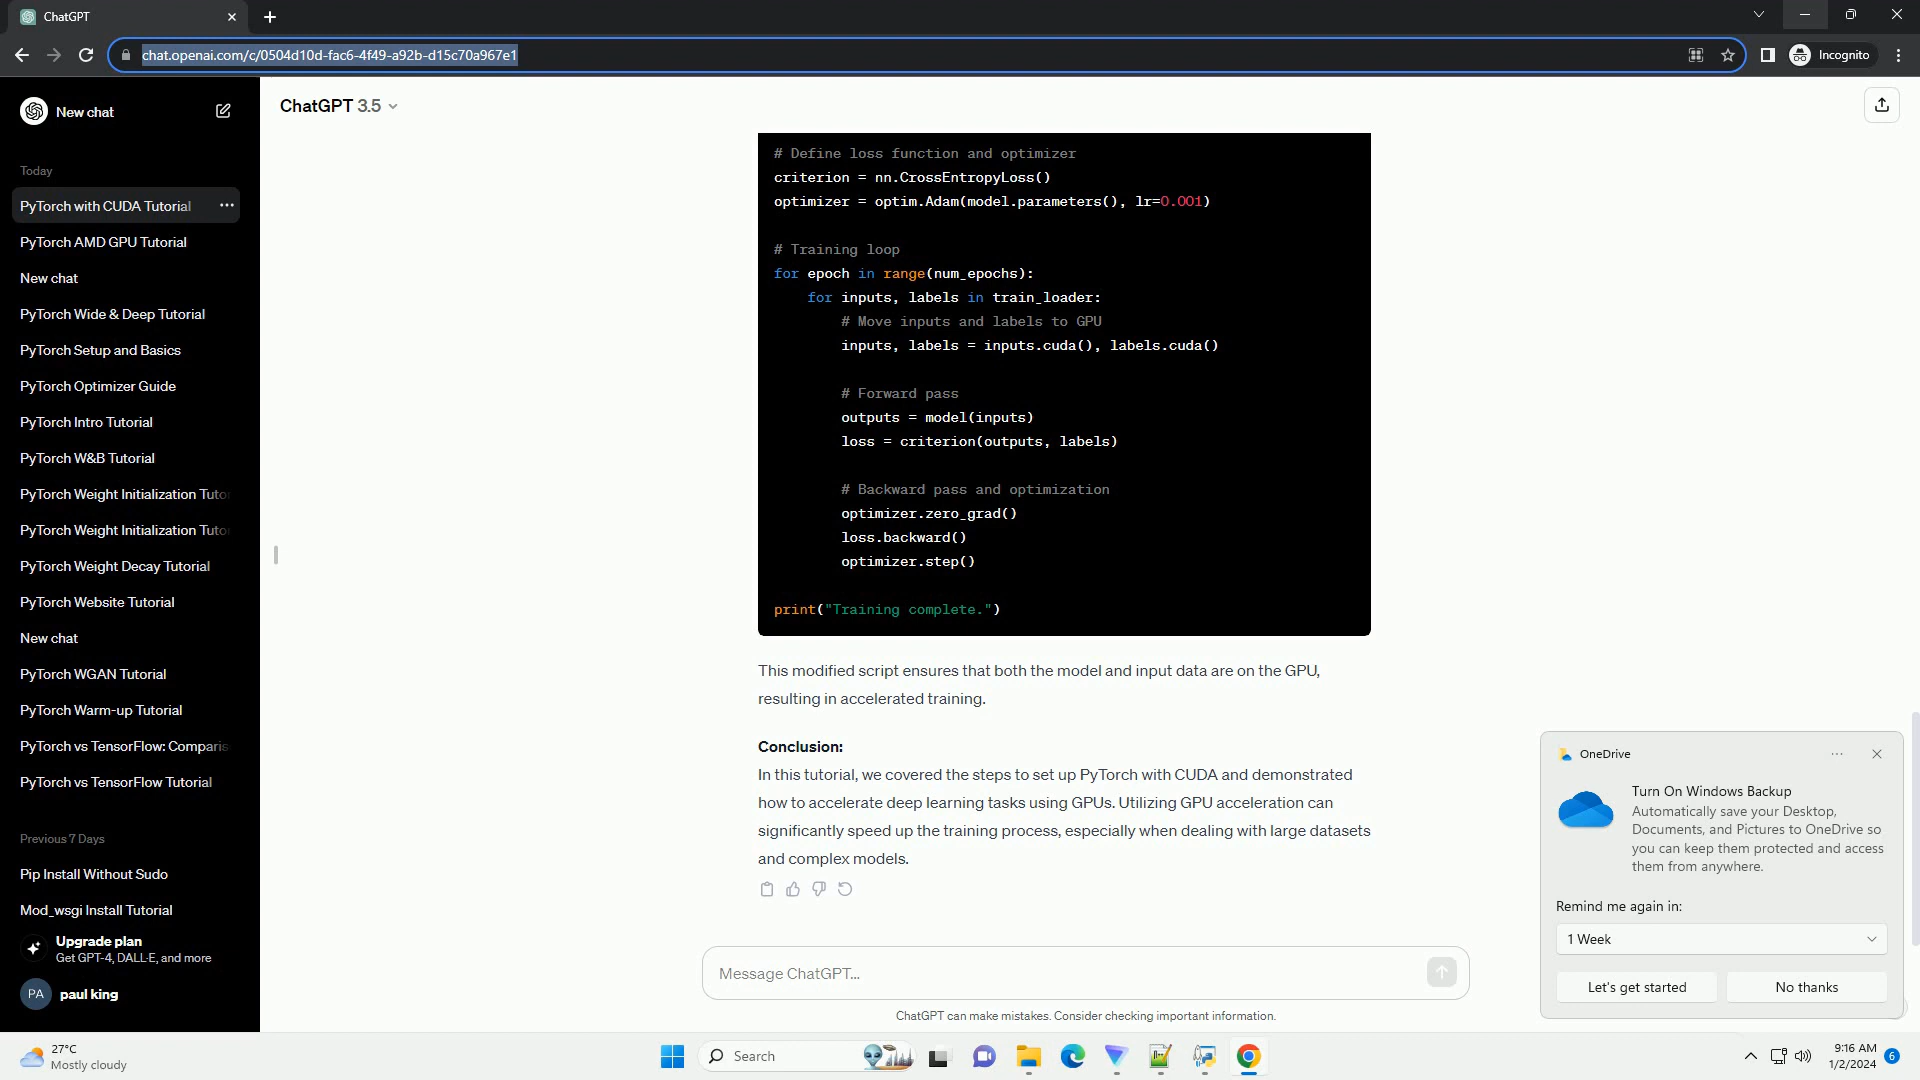 ChatGPT
chat.openai.com/c/0504d10d-fac6-4f49-a92b-d15c70a967e1
Incognito
New chat
Today
PyTorch with CUDA Tutorial
PyTorch AMD GPU Tutorial
New chat
PyTorch Wide & Deep Tutorial
PyTorch Setup and Basics
PyTorch Optimizer Guide
PyTorch Intro Tutorial
PyTorch W&B Tutorial
PyTorch Weight Initialization Tuto
PyTorch Weight Initialization Tuto
PyTorch Weight Decay Tutorial
PyTorch Website Tutorial
New chat
PyTorch WGAN Tutorial
PyTorch Warm-up Tutorial
PyTorch vs TensorFlow: Comparis
PyTorch vs TensorFlow Tutorial
Previous 7 Days
Pip Install Without Sudo
Mod_wsgi Install Tutorial
Upgrade plan
Get GPT-4, DALL·E, and more
PA paul king
ChatGPT 3.5
# Define loss function and optimizer
criterion = nn.CrossEntropyLoss()
optimizer = optim.Adam(model.parameters(), lr=0.001)
# Training loop
for epoch in range(num_epochs):
for inputs, labels in train_loader:
# Move inputs and labels to GPU
inputs, labels = inputs.cuda(), labels.cuda()
# Forward pass
outputs = model(inputs)
loss = criterion(outputs, labels)
# Backward pass and optimization
optimizer.zero_grad()
loss.backward()
optimizer.step()
print("Training complete.")
This modified script ensures that both the model and input data are on the GPU,
resulting in accelerated training.
Conclusion:
In this tutorial, we covered the steps to set up PyTorch with CUDA and demonstrated
how to accelerate deep learning tasks using GPUs. Utilizing GPU acceleration can
significantly speed up the training process, especially when dealing with large datasets
and complex models.
Message ChatGPT...
ChatGPT can make mistakes. Consider checking important information.
OneDrive
Turn On Windows Backup
Automatically save your Desktop,
Documents, and Pictures to OneDrive so
you can keep them protected and access
them from anywhere.
Remind me again in:
1 Week
Let's get started
No thanks
27°C
Mostly cloudy
Search
9:16 AM
1/2/2024
6